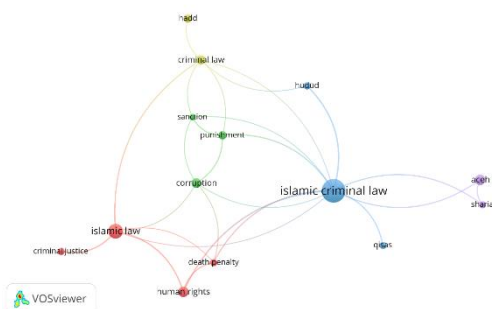 hadd
criminal law
hudud
sanction
punishment
corruption
aceh
islamic criminal law
sharia
islamic law
qisas
criminal justice
death penalty
human rights
VOSviewer